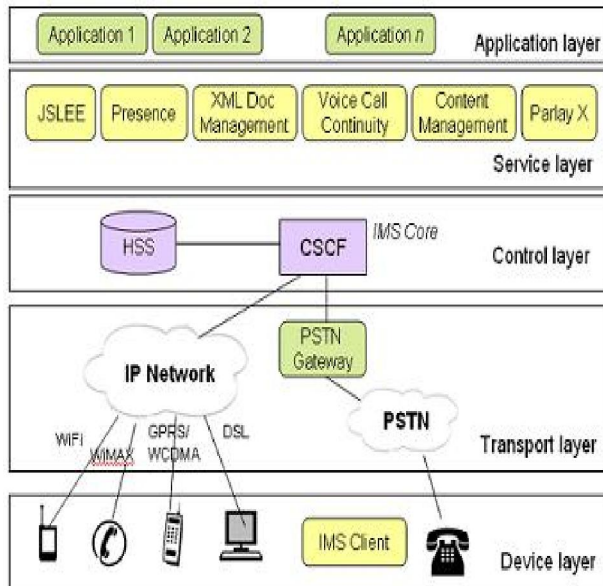 Application 1
Application 2
Application n
Application layer
JSLEE
Presence
XML Doc
Management
Voice Call
Continuity
Content
Management
Parlay X
Service layer
HSS
CSCF
IMS Core
Control layer
IP Network
PSTN
Gateway
PSTN
WiFi
WiMAX
GPRS/
WCDMA
DSL
Transport layer
IMS Client
Device layer